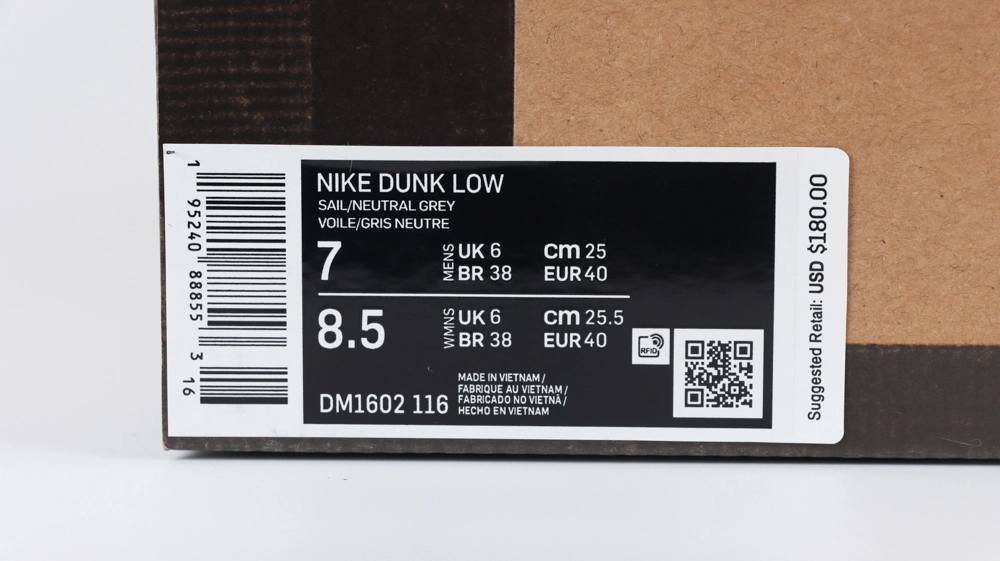 1
95240 88855 3
16
NIKE DUNK LOW
SAIL/NEUTRAL GREY
VOILE/GRIS NEUTRE
7
MENS
UK 6 cm 25
BR 38 EUR 40
8.5
WMNS
UK 6 cm 25.5
BR 38 EUR 40
RFID
DM1602 116
MADE IN VIETNAM/
FABRIQUE AU VIETNAM/
FABRICADO NO VIETNÃ/
HECHO EN VIETNAM
Suggested Retail: USD $180.00